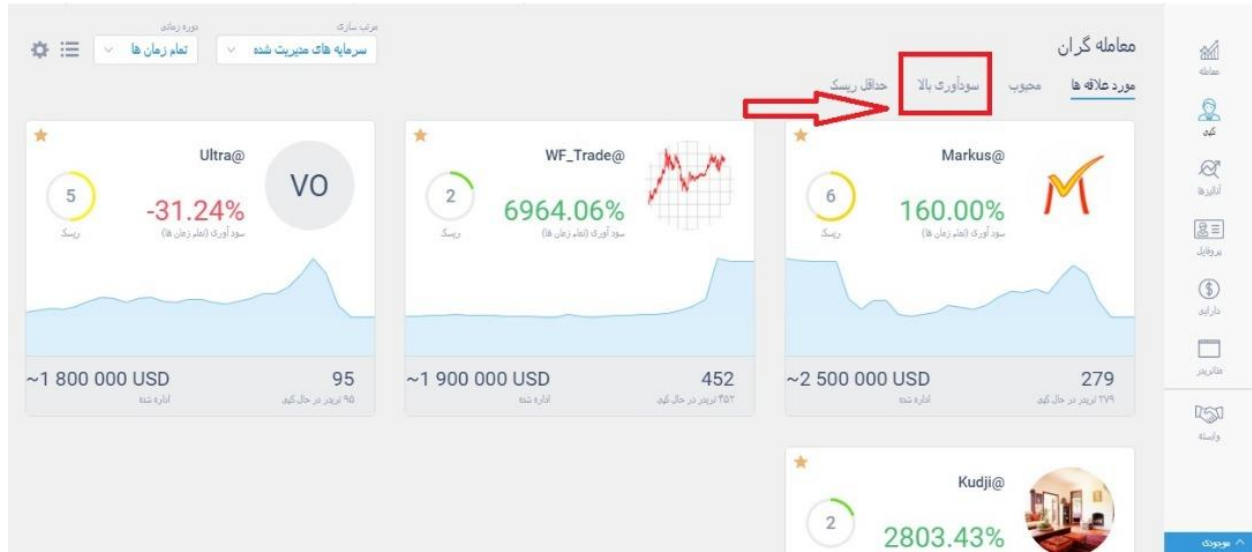 معامله گران
مرتب سازی
سرمایه های مدیریت شده
دوره زمانی
تمام زمان ها
مورد علاقه ها
محبوب
سودآوری بالا
حداقل ریسک
@Markus
160.00%
سود آوری (تمام زمان ها)
6
ریسک
279
۲۷۹ تریدر در حال کپی
~2 500 000 USD
اداره شده
@WF_Trade
6964.06%
سود آوری (تمام زمان ها)
2
ریسک
452
۴۵۲ تریدر در حال کپی
~1 900 000 USD
اداره شده
VO
@Ultra
-31.24%
سود آوری (تمام زمان ها)
5
ریسک
95
۹۵ تریدر در حال کپی
~1 800 000 USD
اداره شده
@Kudji
2803.43%
2
معامله
کپی
آنالیزها
پروفایل
دارایی
متاتریدر
وابسته
موجودی